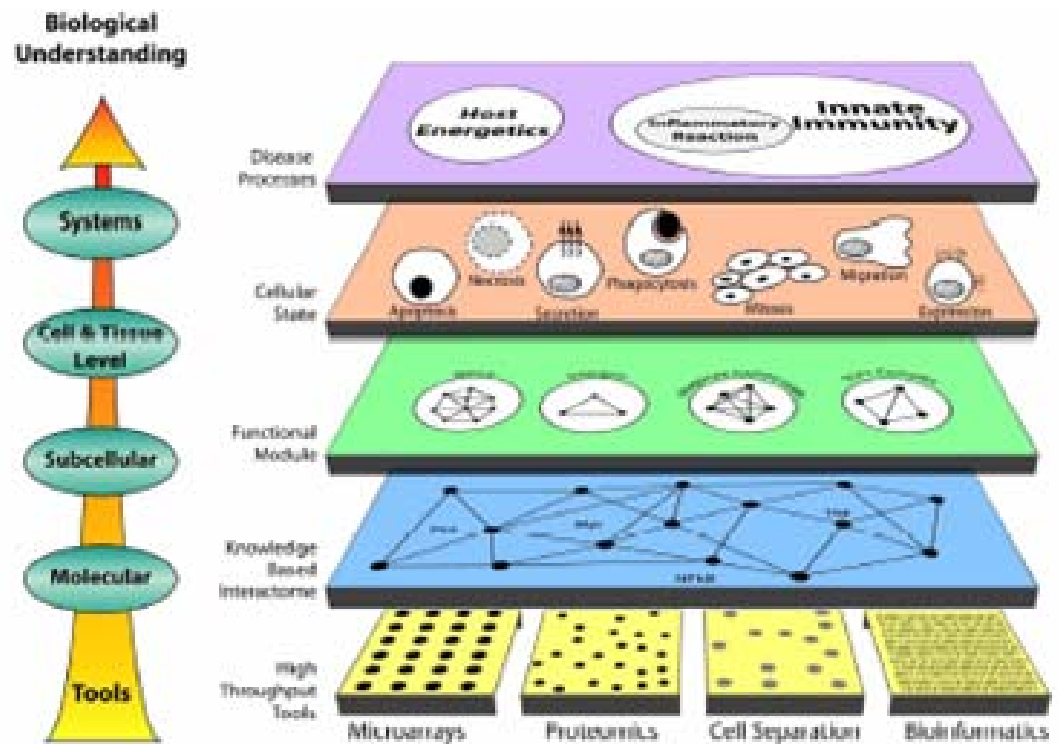 Biological
Understanding
Systems
Cell & Tissue
Level
Subcellular
Molecular
Tools
Disease
Processes
Host
Energetics
Inflammatory
Reaction
Innate
Immunity
Cellular
State
Apoptosis
Necrosis
Secretion
Phagocytosis
Mitosis
Migration
Expression
Functional
Module
Knowledge
Based
Interactome
High
Throughput
Tools
Microarrays
Proteomics
Cell Separation
Bioinformatics